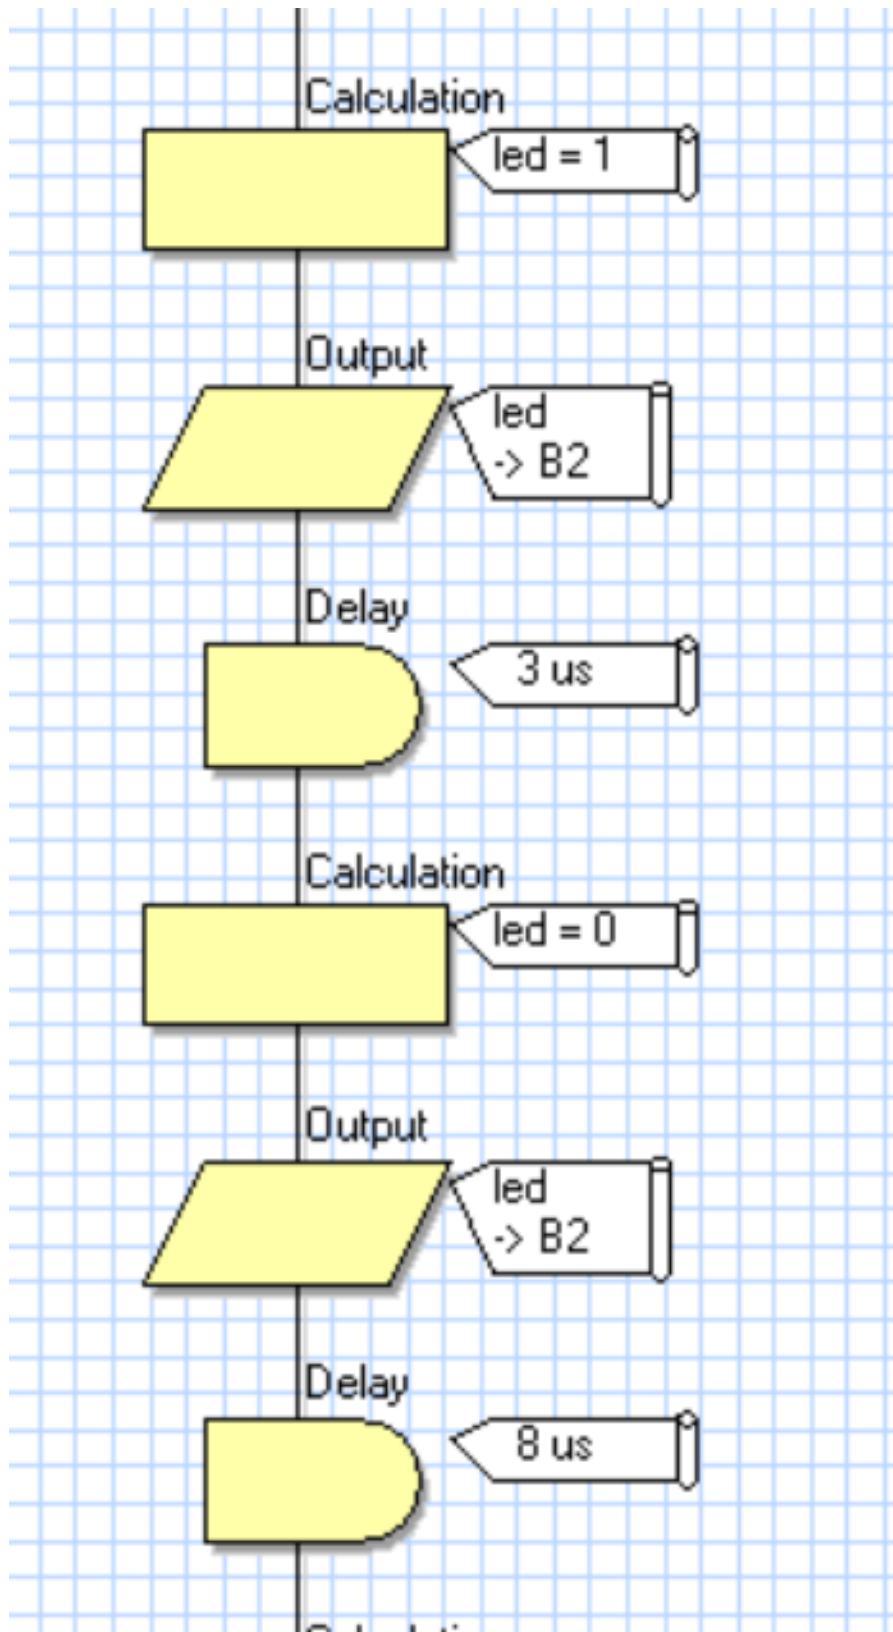 Calculation
led = 1
Output
led
-> B2
Delay
3 us
Calculation
led = 0
Output
led
-> B2
Delay
8 us